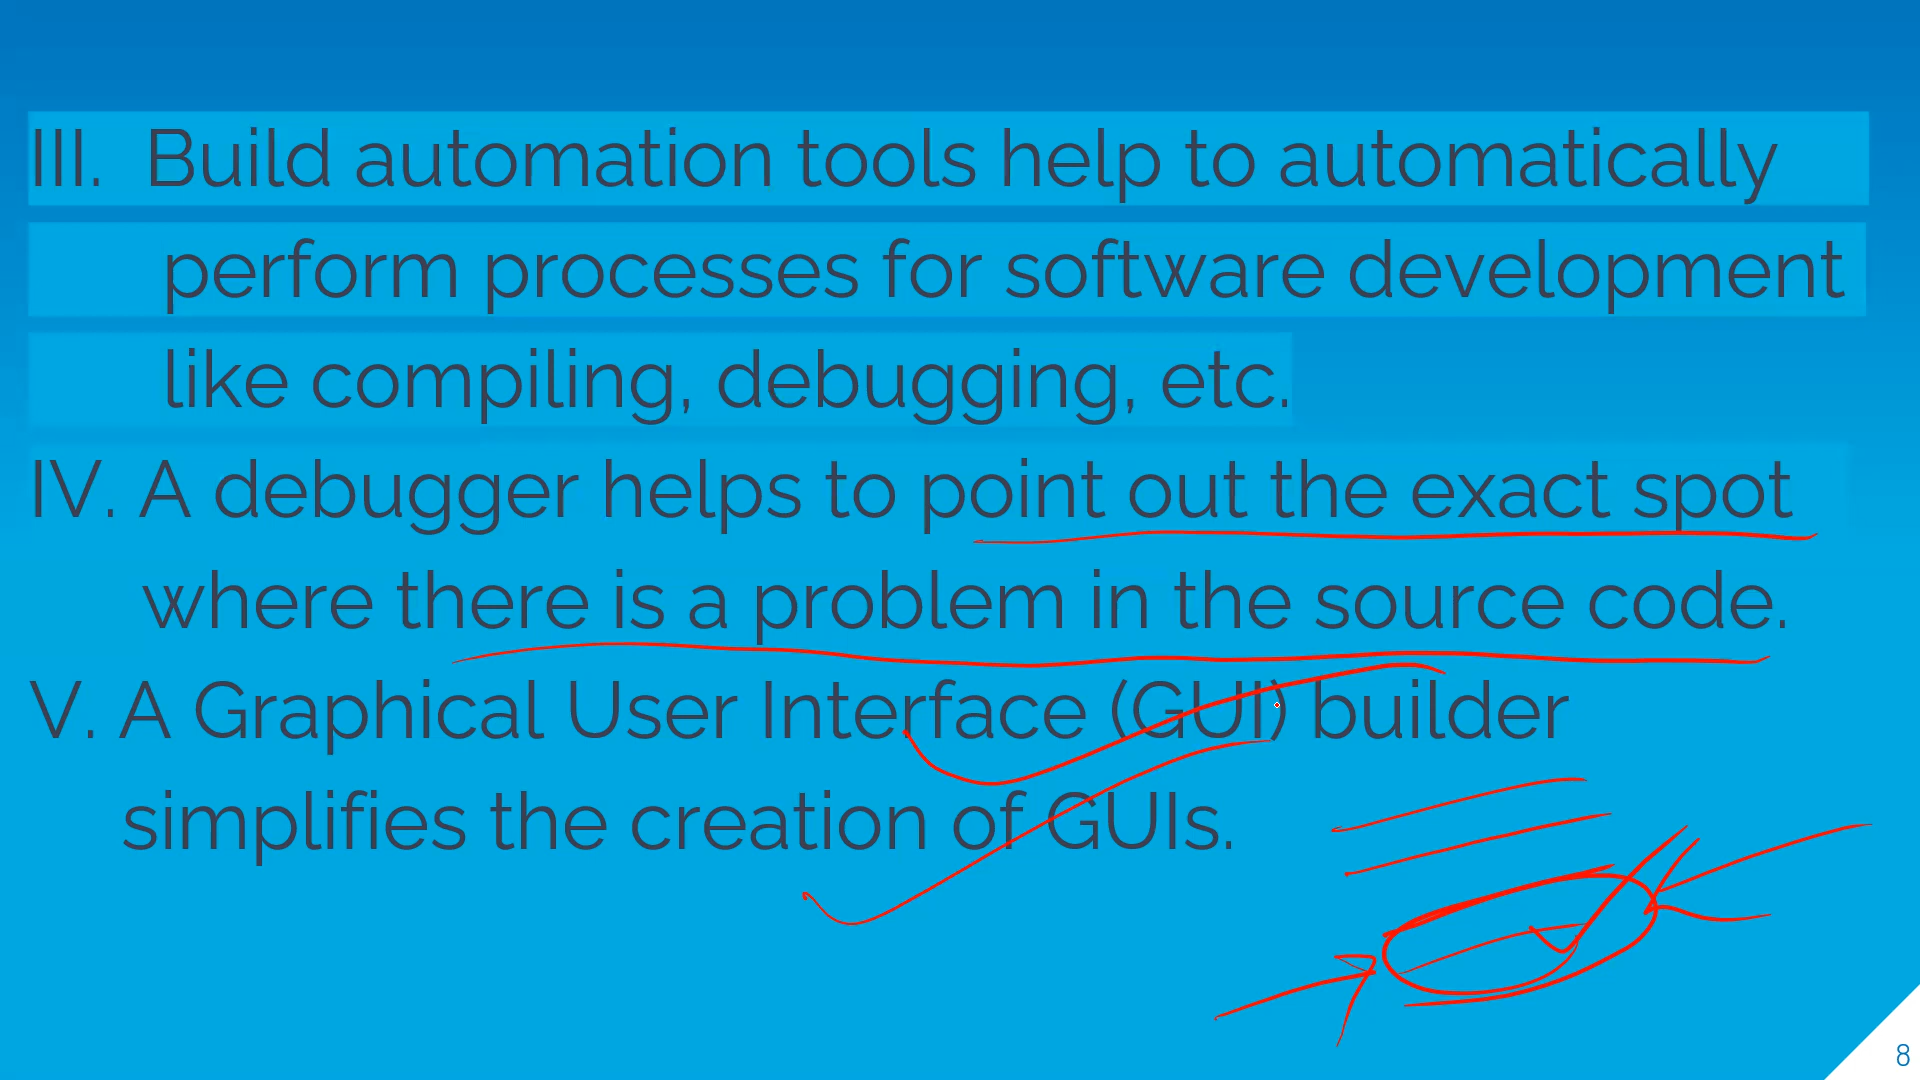 III. Build automation tools help to automatically
perform processes for software development
like compiling, debugging, etc.
IV. A debugger helps to point out the exact spot
where there is a problem in the source code.
V. A Graphical User Interface (GUI) builder
simplifies the creation of GUIs.
8